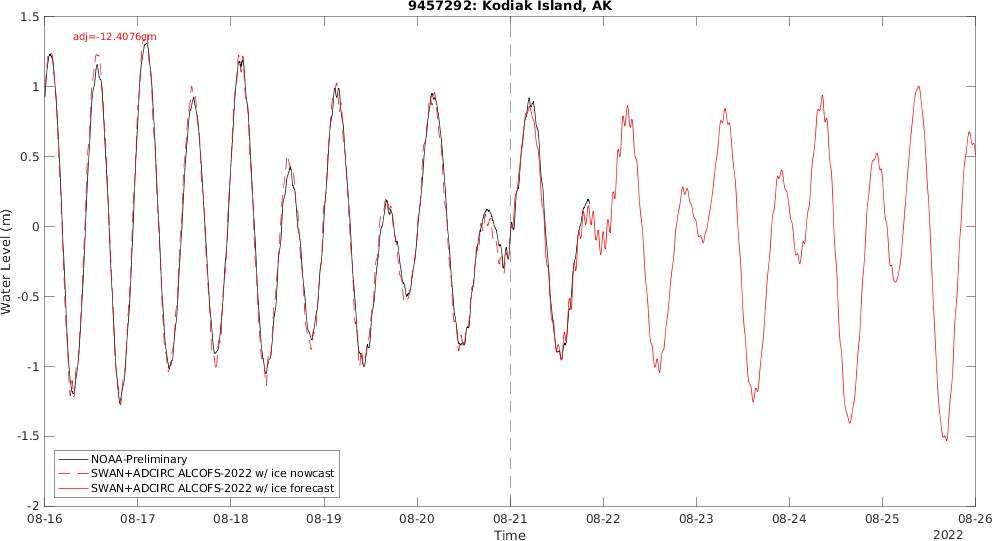 9457292: Kodiak Island, AK
1.5
adj=-12.4076cm
1
0.5
0
-0.5
-1
-1.5
-2
Water Level (m)
NOAA-Preliminary
SWAN+ADCIRC ALCOFS-2022 w/ ice nowcast
SWAN+ADCIRC ALCOFS-2022 w/ ice forecast
08-16 08-17 08-18 08-19 08-20 08-21 08-22 08-23 08-24 08-25 08-26
Time
2022